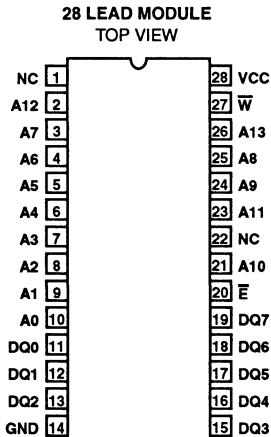 28 LEAD MODULE
TOP VIEW
NC 1 28 VCC
A12 2 27 W̅
A7 3 26 A13
A6 4 25 A8
A5 5 24 A9
A4 6 23 A11
A3 7 22 NC
A2 8 21 A10
A1 9 20 E̅
A0 10 19 DQ7
DQ0 11 18 DQ6
DQ1 12 17 DQ5
DQ2 13 16 DQ4
GND 14 15 DQ3